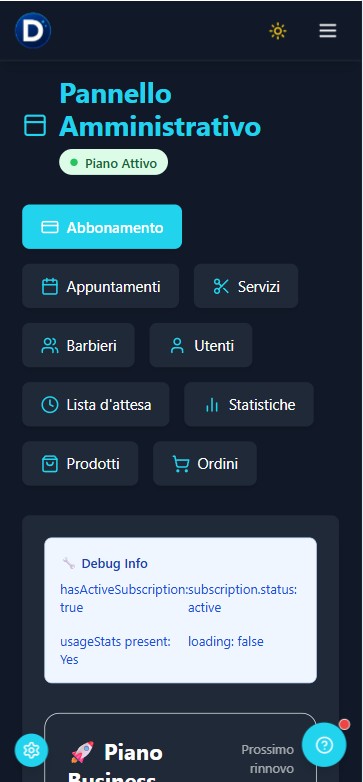 D
Pannello
Amministrativo
Piano Attivo
Abbonamento
Appuntamenti
Servizi
Barbieri
Utenti
Lista d'attesa
Statistiche
Prodotti
Ordini
Debug Info
hasActiveSubscription:
true
subscription.status:
active
usageStats present:
Yes
loading: false
🚀 Piano
Business
Prossimo
rinnovo